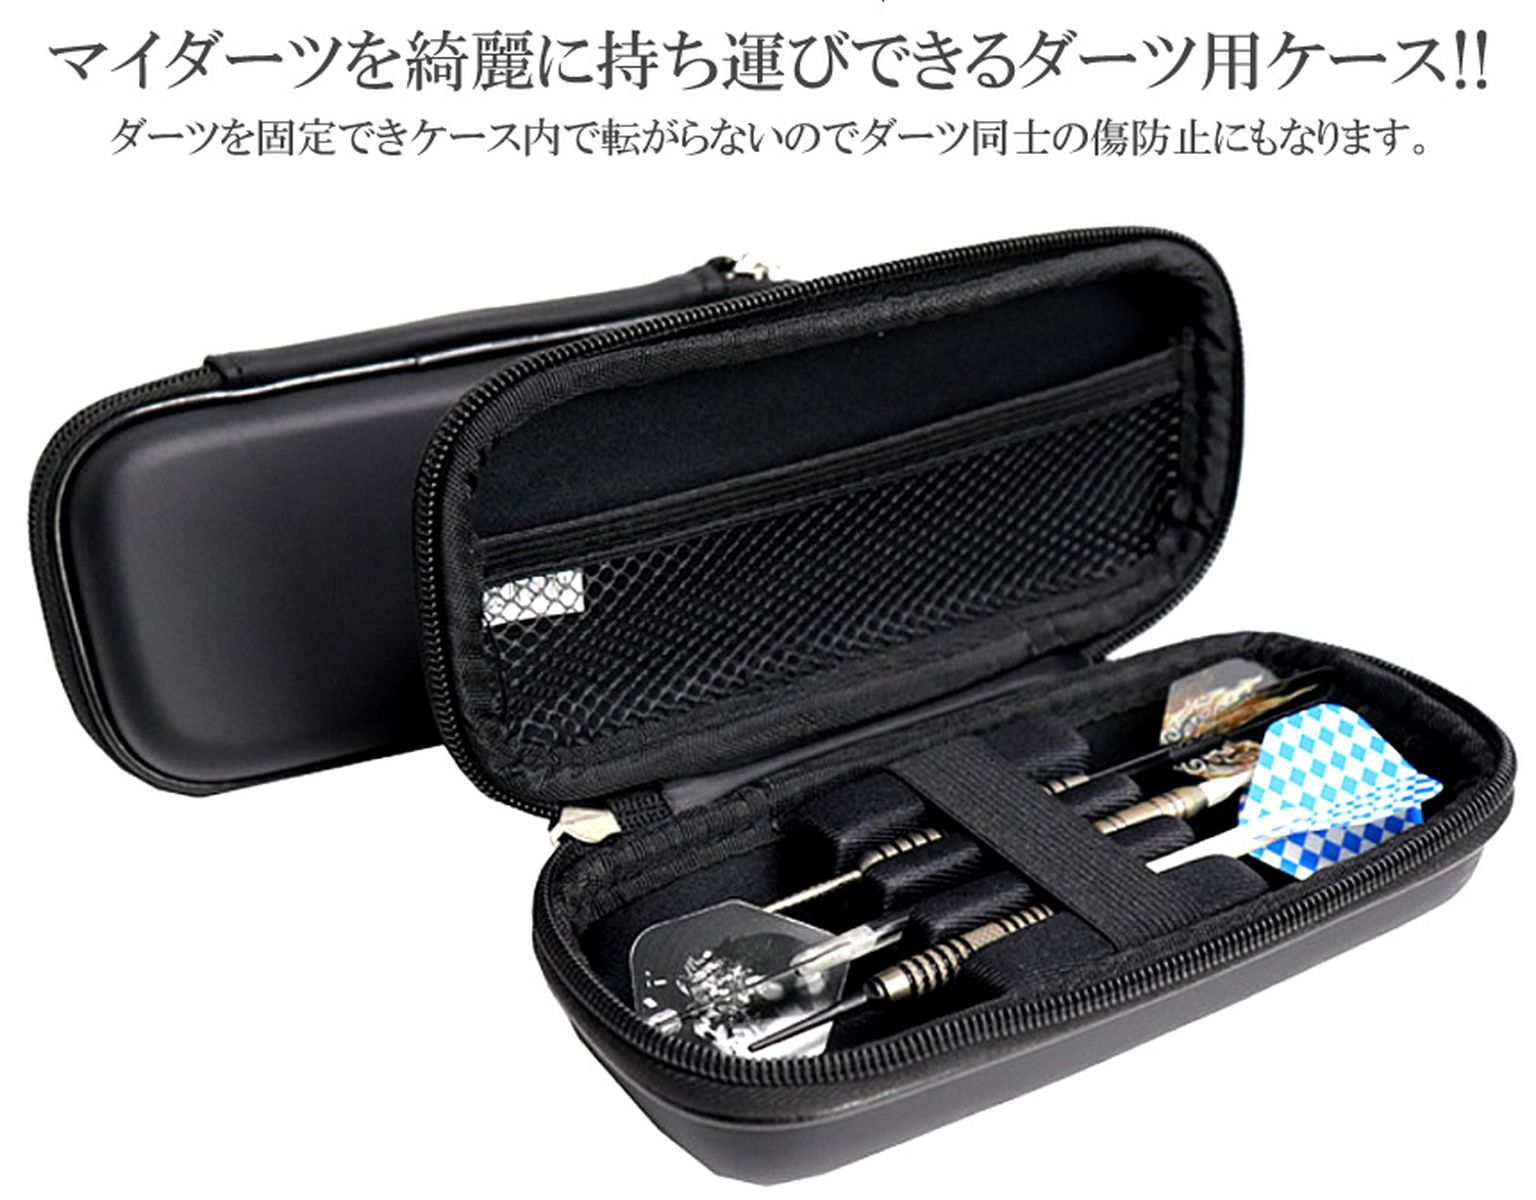 マイダーツを綺麗に持ち運びできるダーツ用ケース!!
ダーツを固定できケース内で転がらないのでダーツ同士の傷防止にもなります。